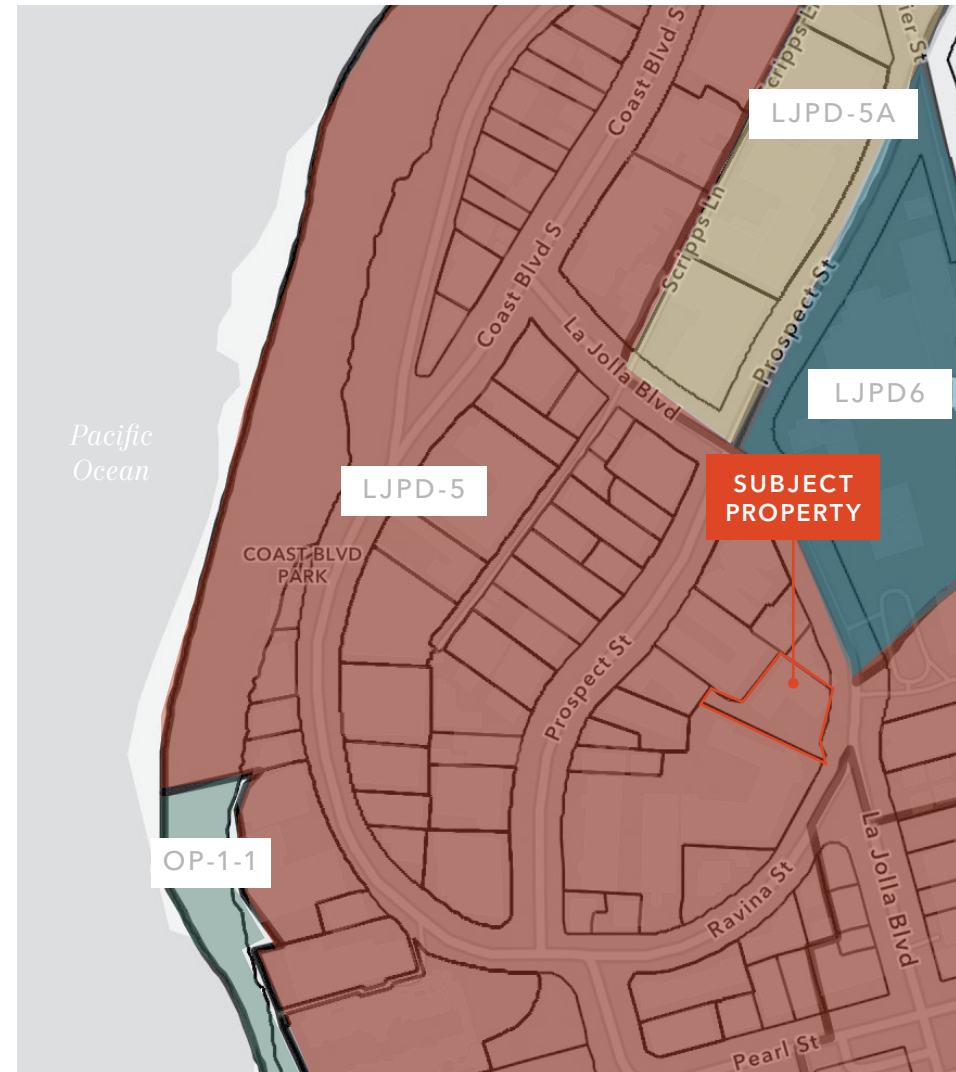 Coast Blvd S
Scripps Ln
ier St
LJPD-5A
Scripps Ln
Coast Blvd S
Prospect St
La Jolla Blvd
LJPD6
Pacific
Ocean
LJPD-5
SUBJECT
PROPERTY
COAST BLVD
PARK
Prospect St
OP-1-1
La Jolla Blvd
Ravina St
Pearl St